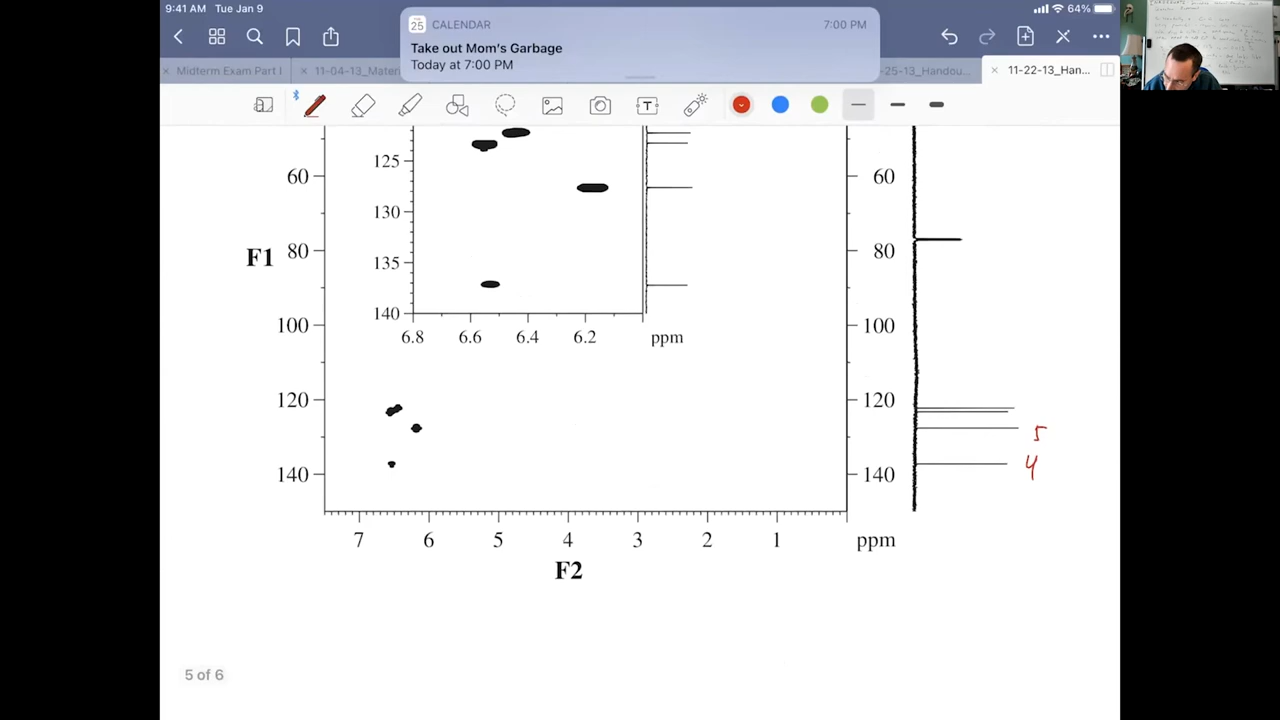 9:41 AM Tue Jan 9
64%
25
CALENDAR
7:00 PM
Take out Mom's Garbage
Today at 7:00 PM
Midterm Exam Part I
11-04-13_Mater
25-13_Handou...
11-22-13_Han...
T
125
130
135
140
6.8 6.6 6.4 6.2 ppm
F1
60
80
100
120
140
60
80
100
120
140
5
4
7 6 5 4 3 2 1 ppm
F2
5 of 6